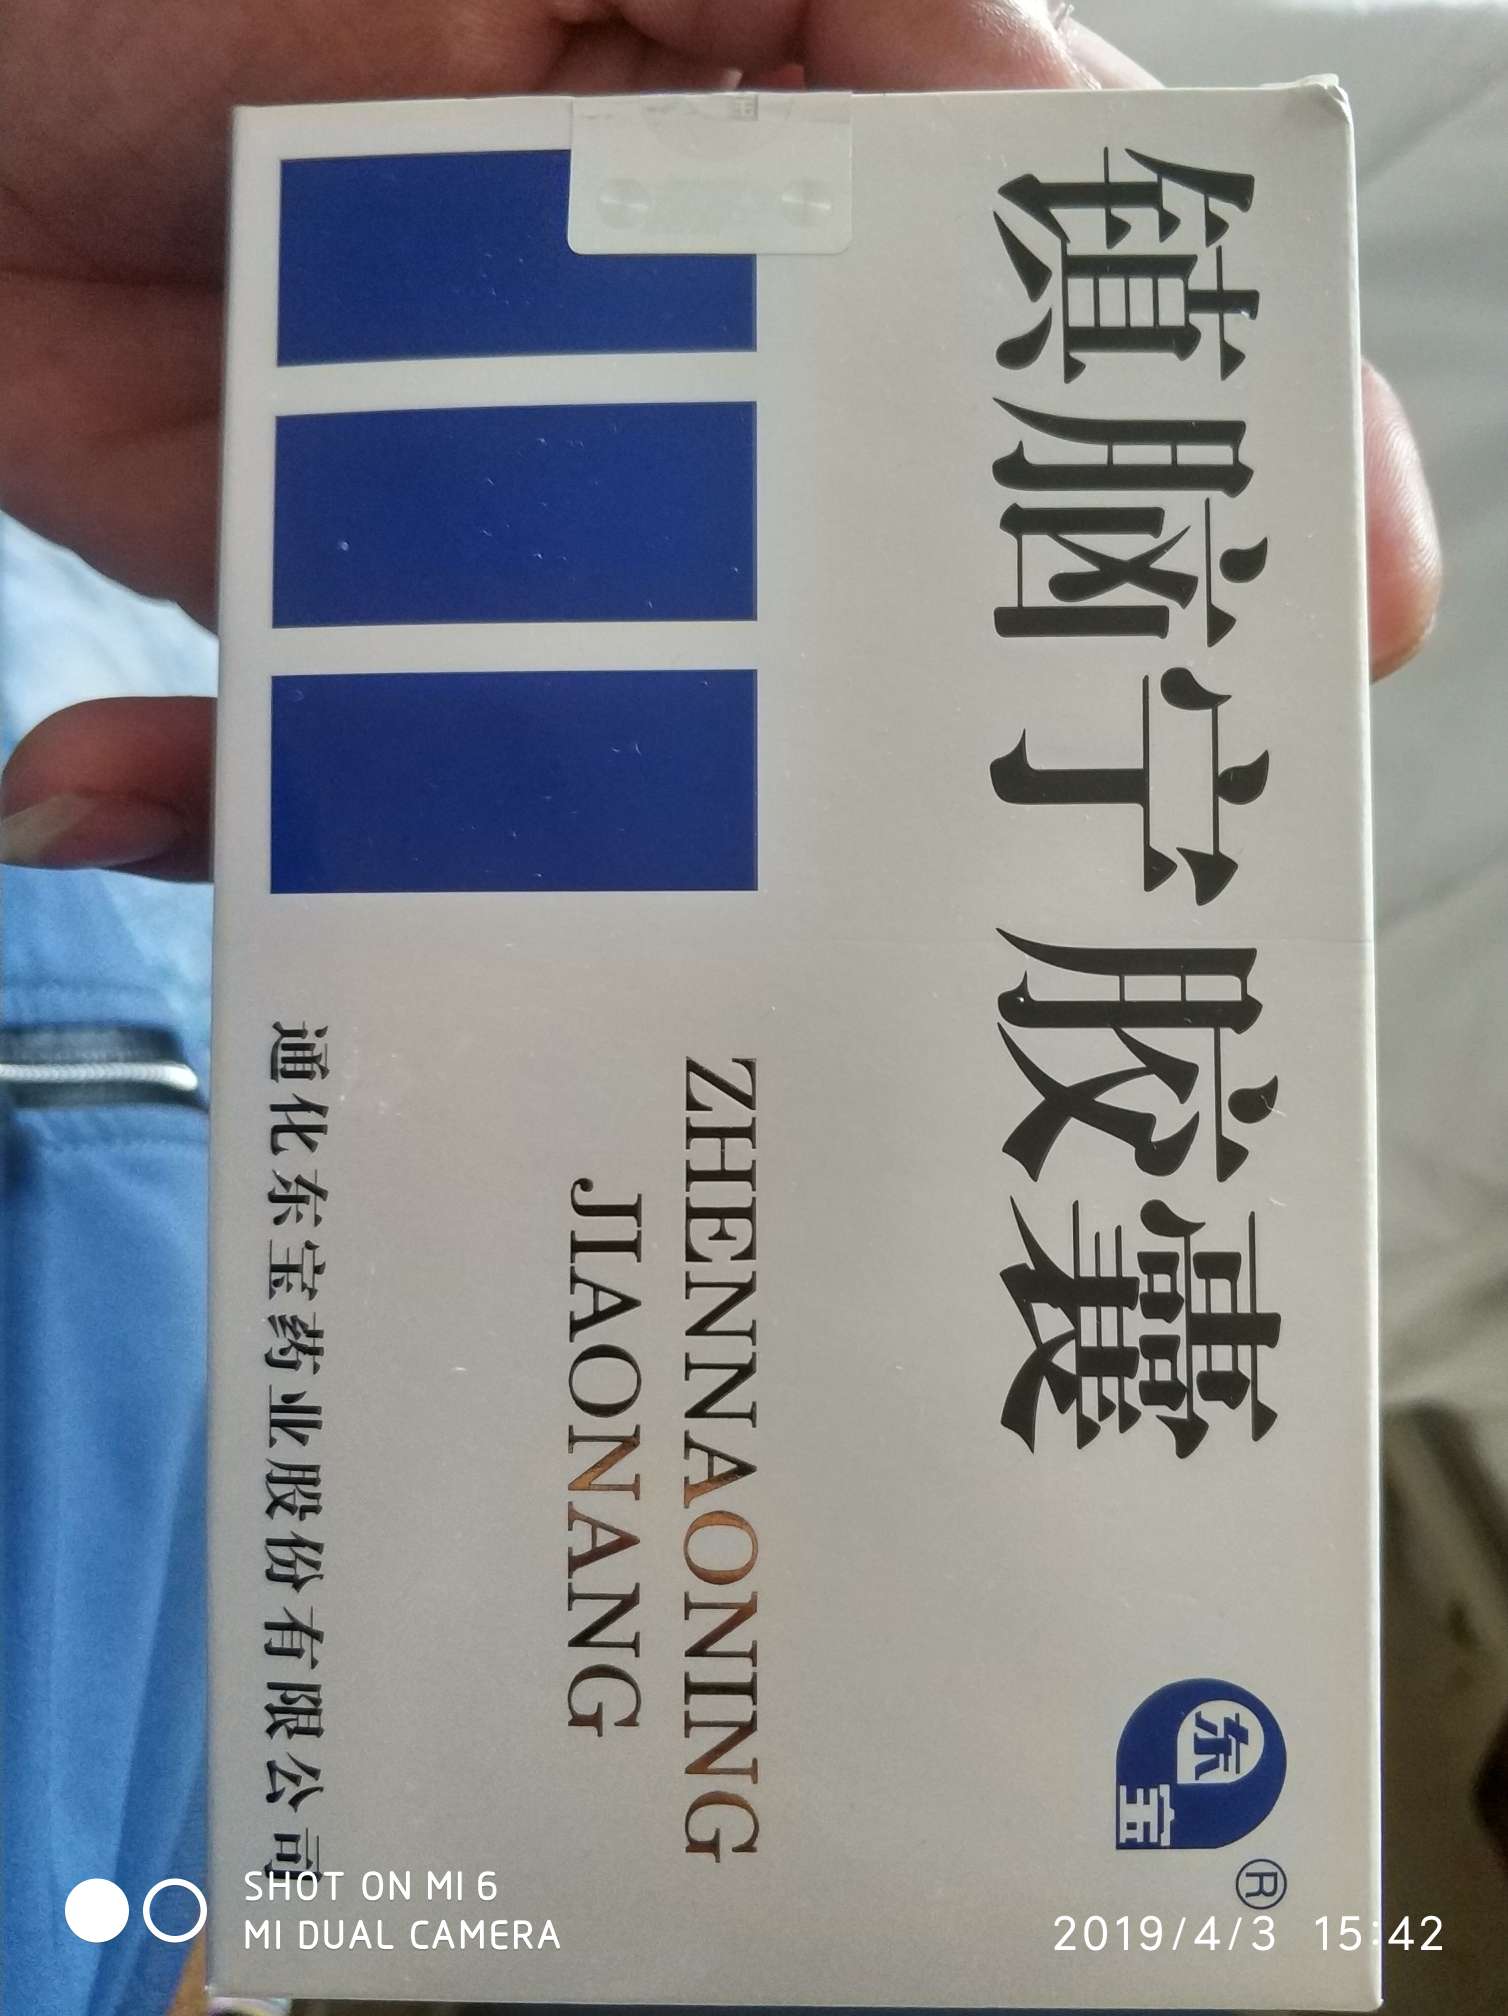 镇脑宁胶囊
东宝®
ZHENNAONING
JIAONANG
通化东宝药业股份有限公司
SHOT ON MI 6
MI DUAL CAMERA
2019/4/3 15:42